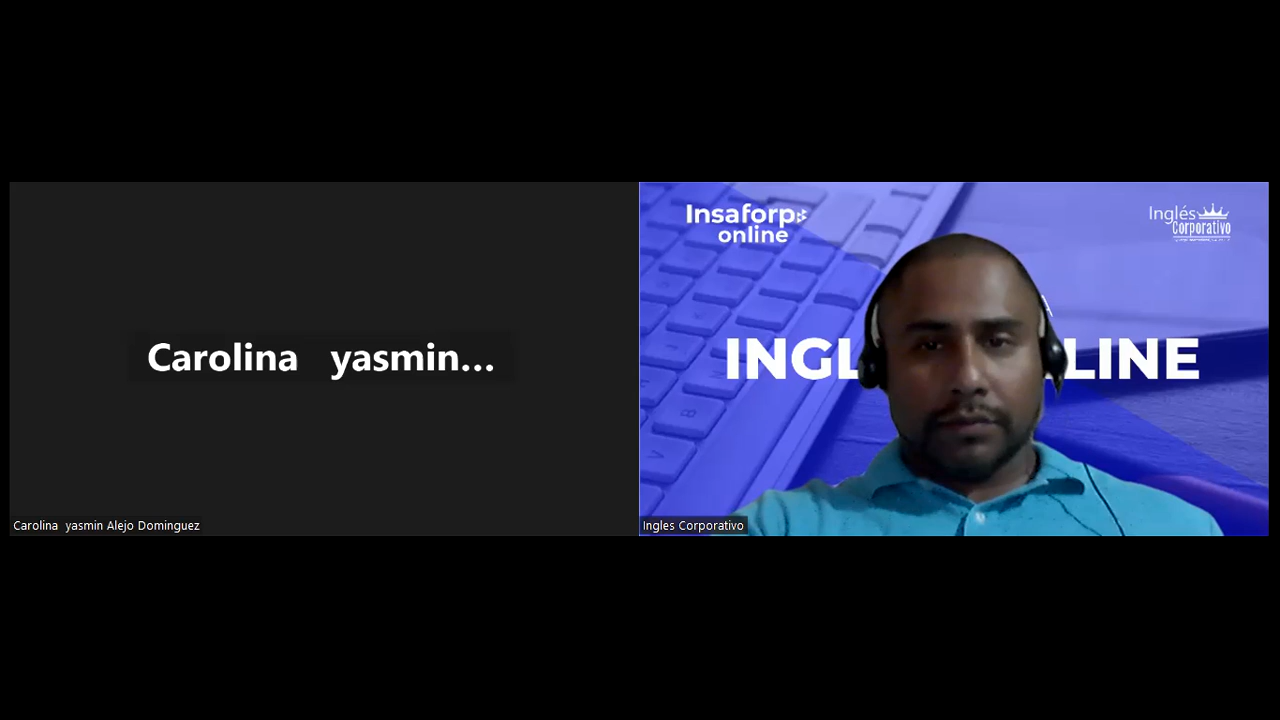 Carolina yasmin...
Carolina yasmin Alejo Dominguez
Insaforp
online
Inglés
Corporativo
INGL LINE
Ingles Corporativo